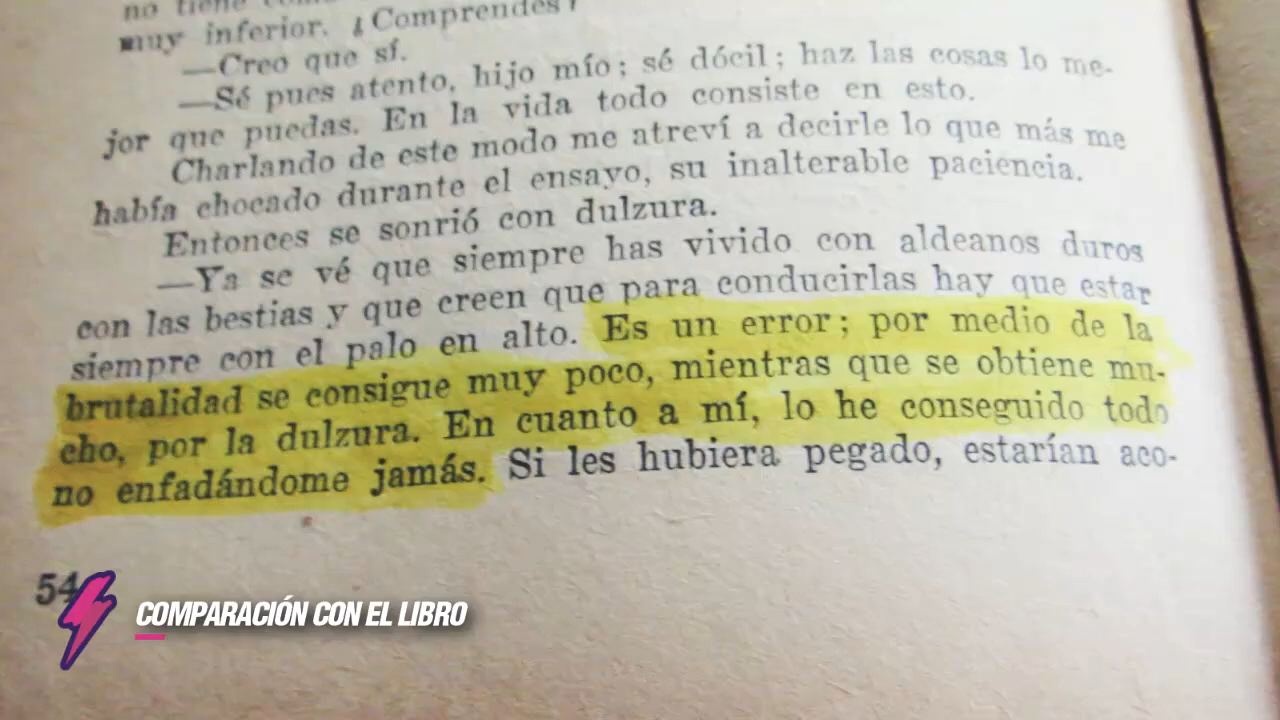 no tiene
muy inferior. ¿Comprendes?
—Creo que sí.
—Sé pues atento, hijo mío; sé dócil; haz las cosas lo me-
jor que puedas. En la vida todo consiste en esto.
Charlando de este modo me atreví a decirle lo que más me
había chocado durante el ensayo, su inalterable paciencia.
Entonces se sonrió con dulzura.
—Ya se vé que siempre has vivido con aldeanos duros
con las bestias y que creen que para conducirlas hay que estar
siempre con el palo en alto. Es un error; por medio de la
brutalidad se consigue muy poco, mientras que se obtiene mu-
cho, por la dulzura. En cuanto a mí, lo he conseguido todo
no enfadándome jamás. Si les hubiera pegado, estarían aco-
54
COMPARACIÓN CON EL LIBRO